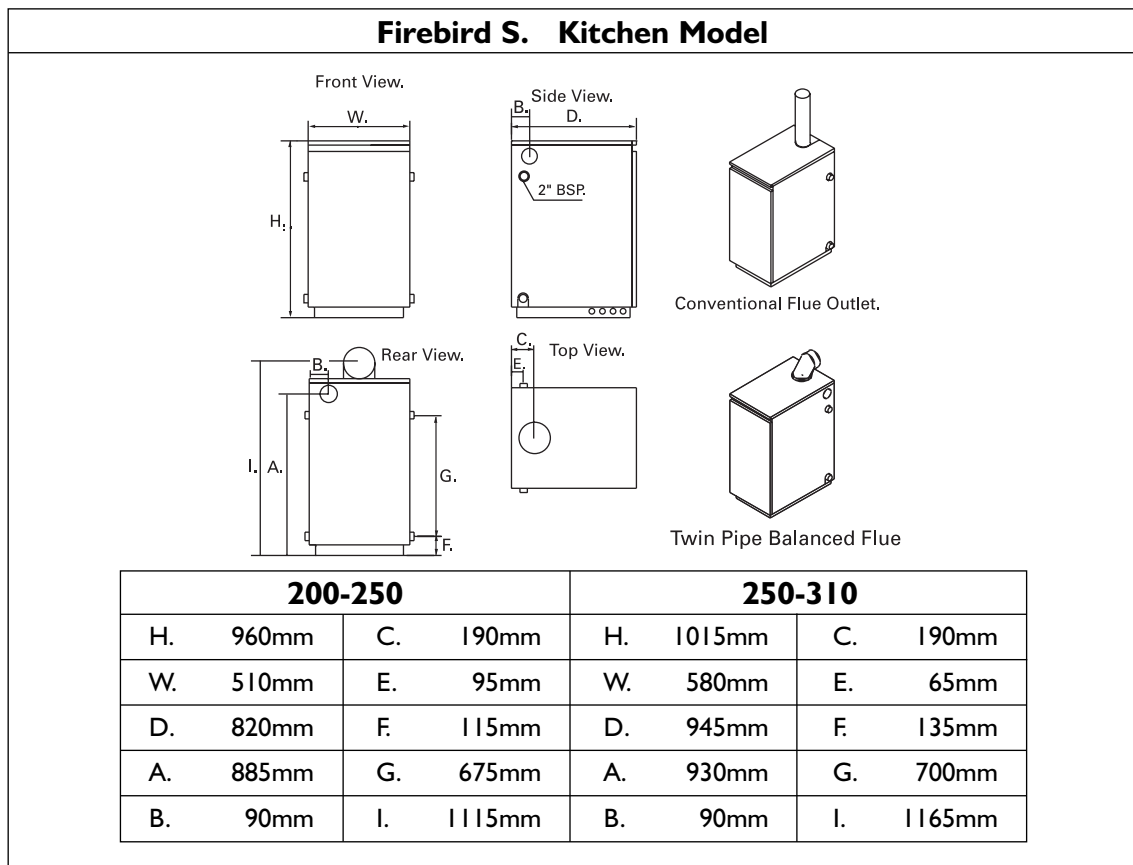 Firebird S. Kitchen Model
Front View.
W.
H.
Side View.
B.
D.
2" BSP.
Conventional Flue Outlet.
Rear View.
B.
I.
A.
G.
F.
Top View.
C.
E.
Twin Pipe Balanced Flue
200-250 250-310
H. 960mm C. 190mm H. 1015mm C. 190mm
W. 510mm E. 95mm W. 580mm E. 65mm
D. 820mm F. 115mm D. 945mm F. 135mm
A. 885mm G. 675mm A. 930mm G. 700mm
B. 90mm I. 1115mm B. 90mm I. 1165mm